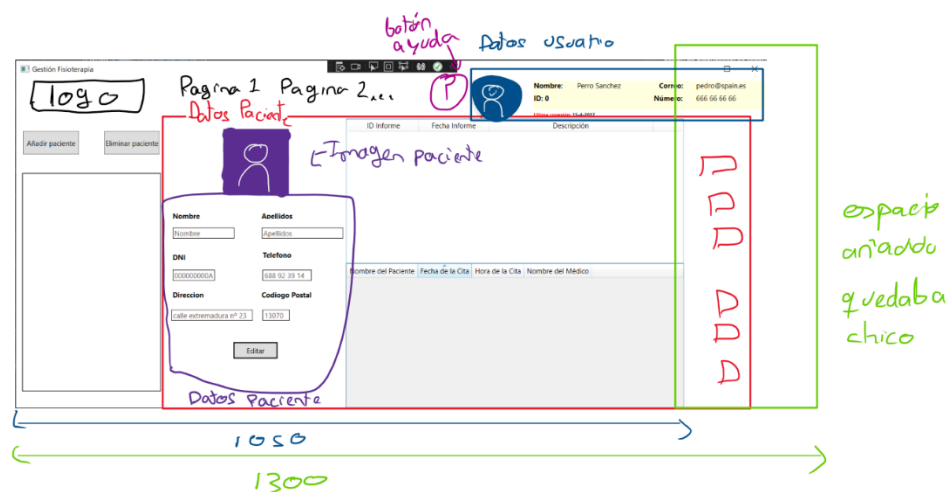 botón
ayuda
Datos usuario
Gestión Fisioterapia
logo
Pagina 1 Pagina 2...
?
Nombre: Perro Sanchez Correo: pedro@spain.es
ID: 0 Número: 666 66 66 66
Datos Paciente
ID Informe Fecha Informe Descripción
Añadir paciente Eliminar paciente
Imagen paciente
Nombre Apellidos
Nombre Apellidos
DNI Telefono
000000000A 688 92 39 14
Nombre del Paciente Fecha de la Cita Hora de la Cita Nombre del Médico
Direccion Codiogo Postal
calle extremadura nº 23 13070
Editar
Datos Paciente
espacio
añadido
quedaba
chico
1050
1300